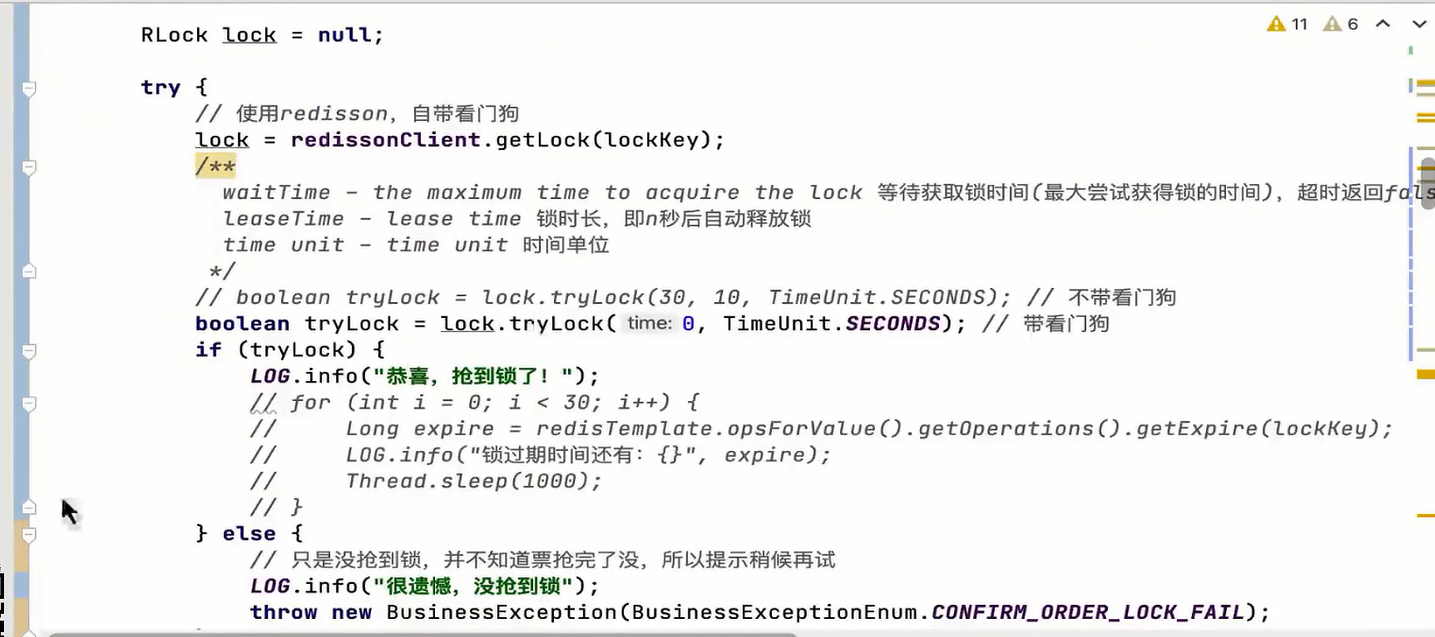 11 6
RLock lock = null;
try {
// 使用redisson，自带看门狗
lock = redissonClient.getLock(lockKey);
/**
waitTime – the maximum time to acquire the lock 等待获取锁时间(最大尝试获得锁的时间)，超时返回fals
leaseTime – lease time 锁时长，即n秒后自动释放锁
time unit – time unit 时间单位
*/
// boolean tryLock = lock.tryLock(30, 10, TimeUnit.SECONDS); // 不带看门狗
boolean tryLock = lock.tryLock( time: 0, TimeUnit.SECONDS); // 带看门狗
if (tryLock) {
LOG.info("恭喜，抢到锁了！");
// for (int i = 0; i < 30; i++) {
//     Long expire = redisTemplate.opsForValue().getOperations().getExpire(lockKey);
//     LOG.info("锁过期时间还有：{}", expire);
//     Thread.sleep(1000);
// }
} else {
// 只是没抢到锁，并不知道票抢完了没，所以提示稍候再试
LOG.info("很遗憾，没抢到锁");
throw new BusinessException(BusinessExceptionEnum.CONFIRM_ORDER_LOCK_FAIL);